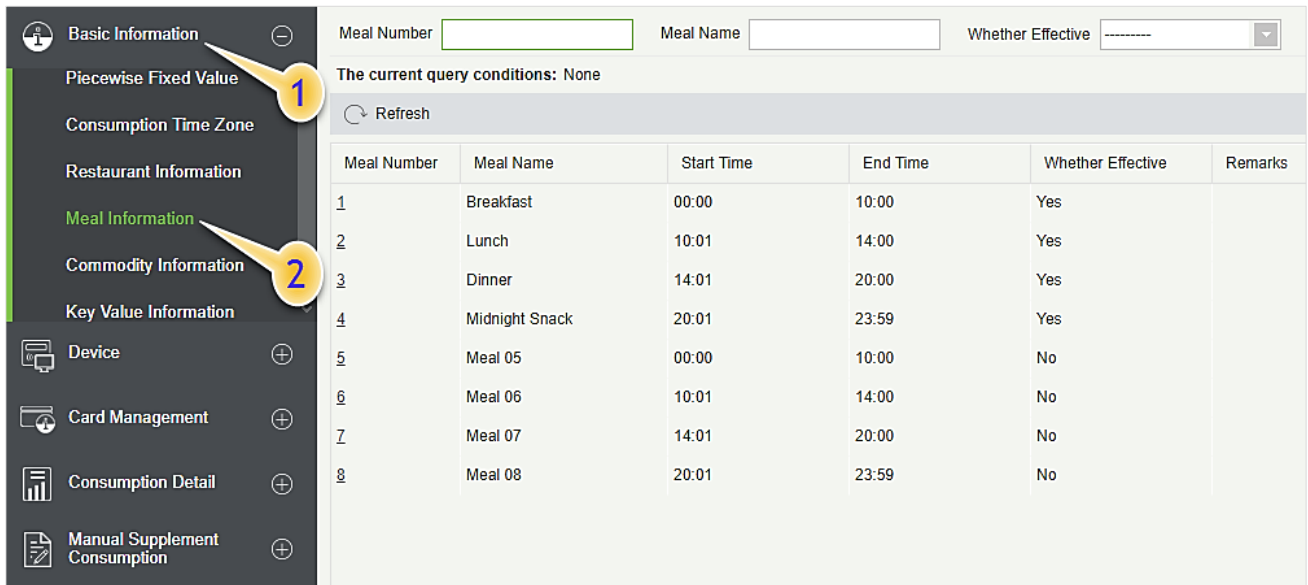 Basic Information
Piecewise Fixed Value
Consumption Time Zone
Restaurant Information
Meal Information
Commodity Information
Key Value Information
Device
Card Management
Consumption Detail
Manual Supplement
Consumption
1
2
Meal Number Meal Name Whether Effective ---------
The current query conditions: None
Refresh
Meal Number Meal Name Start Time End Time Whether Effective Remarks
1 Breakfast 00:00 10:00 Yes
2 Lunch 10:01 14:00 Yes
3 Dinner 14:01 20:00 Yes
4 Midnight Snack 20:01 23:59 Yes
5 Meal 05 00:00 10:00 No
6 Meal 06 10:01 14:00 No
7 Meal 07 14:01 20:00 No
8 Meal 08 20:01 23:59 No